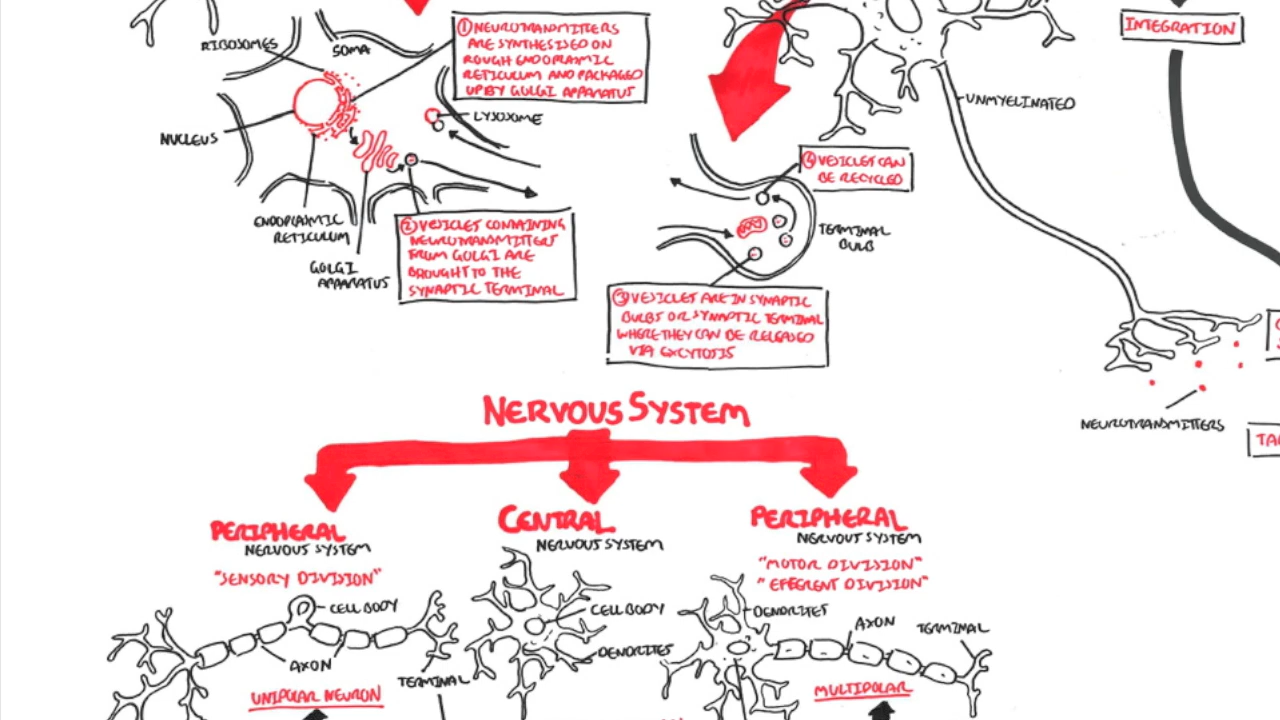 RIBOSOMES
SOMA
①NEUROTRANSMITTERS
ARE SYNTHESISED ON
ROUGH ENDOPLASMIC
RETICULUM AND PACKAGED
UP BY GOLGI APPARATUS
LYSOSOME
NUCLEUS
ENDOPLASMIC
RETICULUM
GOLGI
APPARATUS
②VESICLES CONTAINING
NEUROTRANSMITTERS
FROM GOLGI ARE
BROUGHT TO THE
SYNAPTIC TERMINAL
④VESICLES CAN
BE RECYCLED
TERMINAL
BULB
③VESICLES ARE IN SYNAPTIC
BULBS OR SYNAPTIC TERMINAL
WHERE THEY CAN BE RELEASED
VIA EXCYTOSIS
INTEGRATION
UNMYELINATED
NEUROTRANSMITTERS
TA
NERVOUS SYSTEM
PERIPHERAL
NERVOUS SYSTEM
"SENSORY DIVISION"
CELL BODY
AXON
TERMINAL
UNIPOLAR NEURON
CENTRAL
NERVOUS SYSTEM
CELL BODY
DENDRITES
PERIPHERAL
NERVOUS SYSTEM
"MOTOR DIVISION"
"EFFERENT DIVISION"
DENDRITES
AXON
TERMINAL
MULTIPOLAR